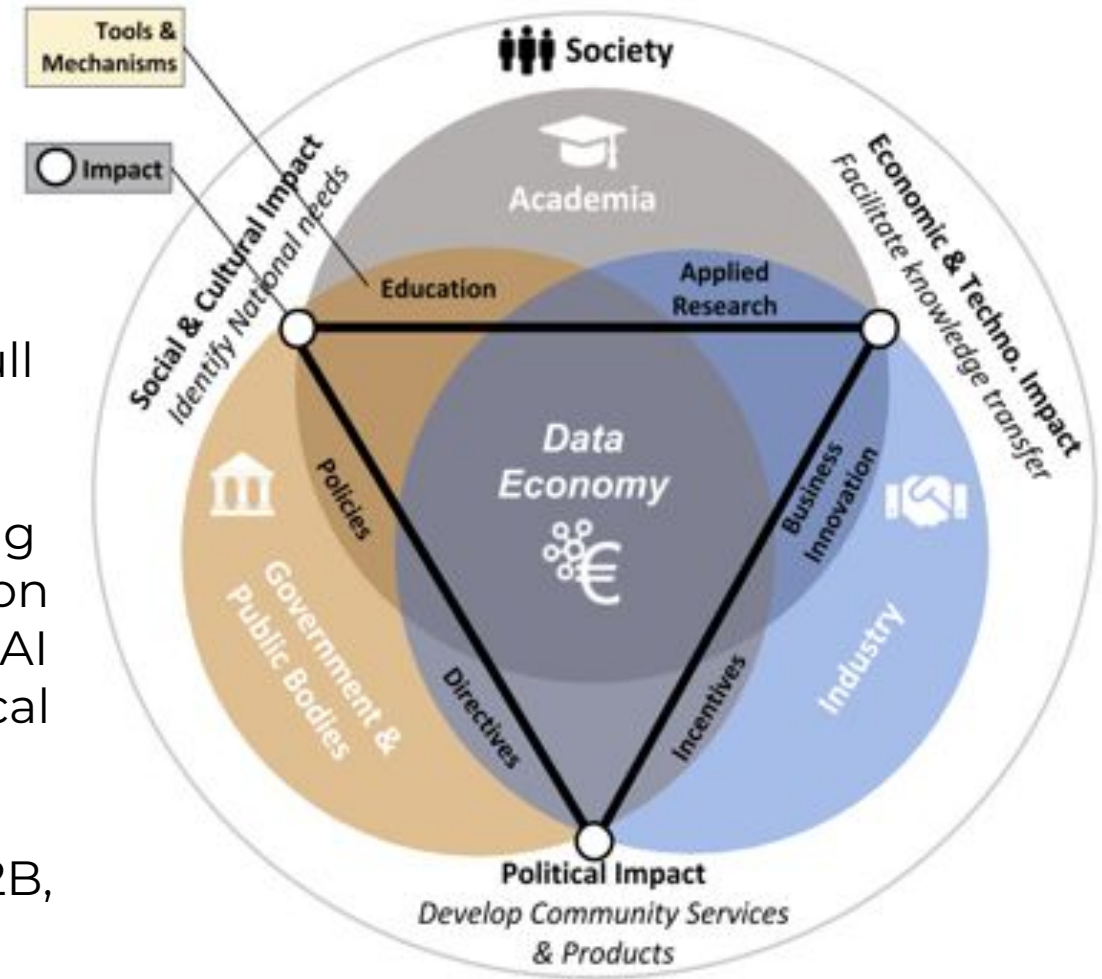 Tools &
Mechanisms
Impact
Society
Academia
Social & Cultural Impact
Identify National needs
Economic & Techno. Impact
Facilitate knowledge transfer
Education
Applied
Research
Data
Economy
€
Policies
Business
Innovation
Government &
Public Bodies
Industry
Directives
Incentives
Political Impact
Develop Community Services
& Products
ull
g
on
AI
cal
2B,